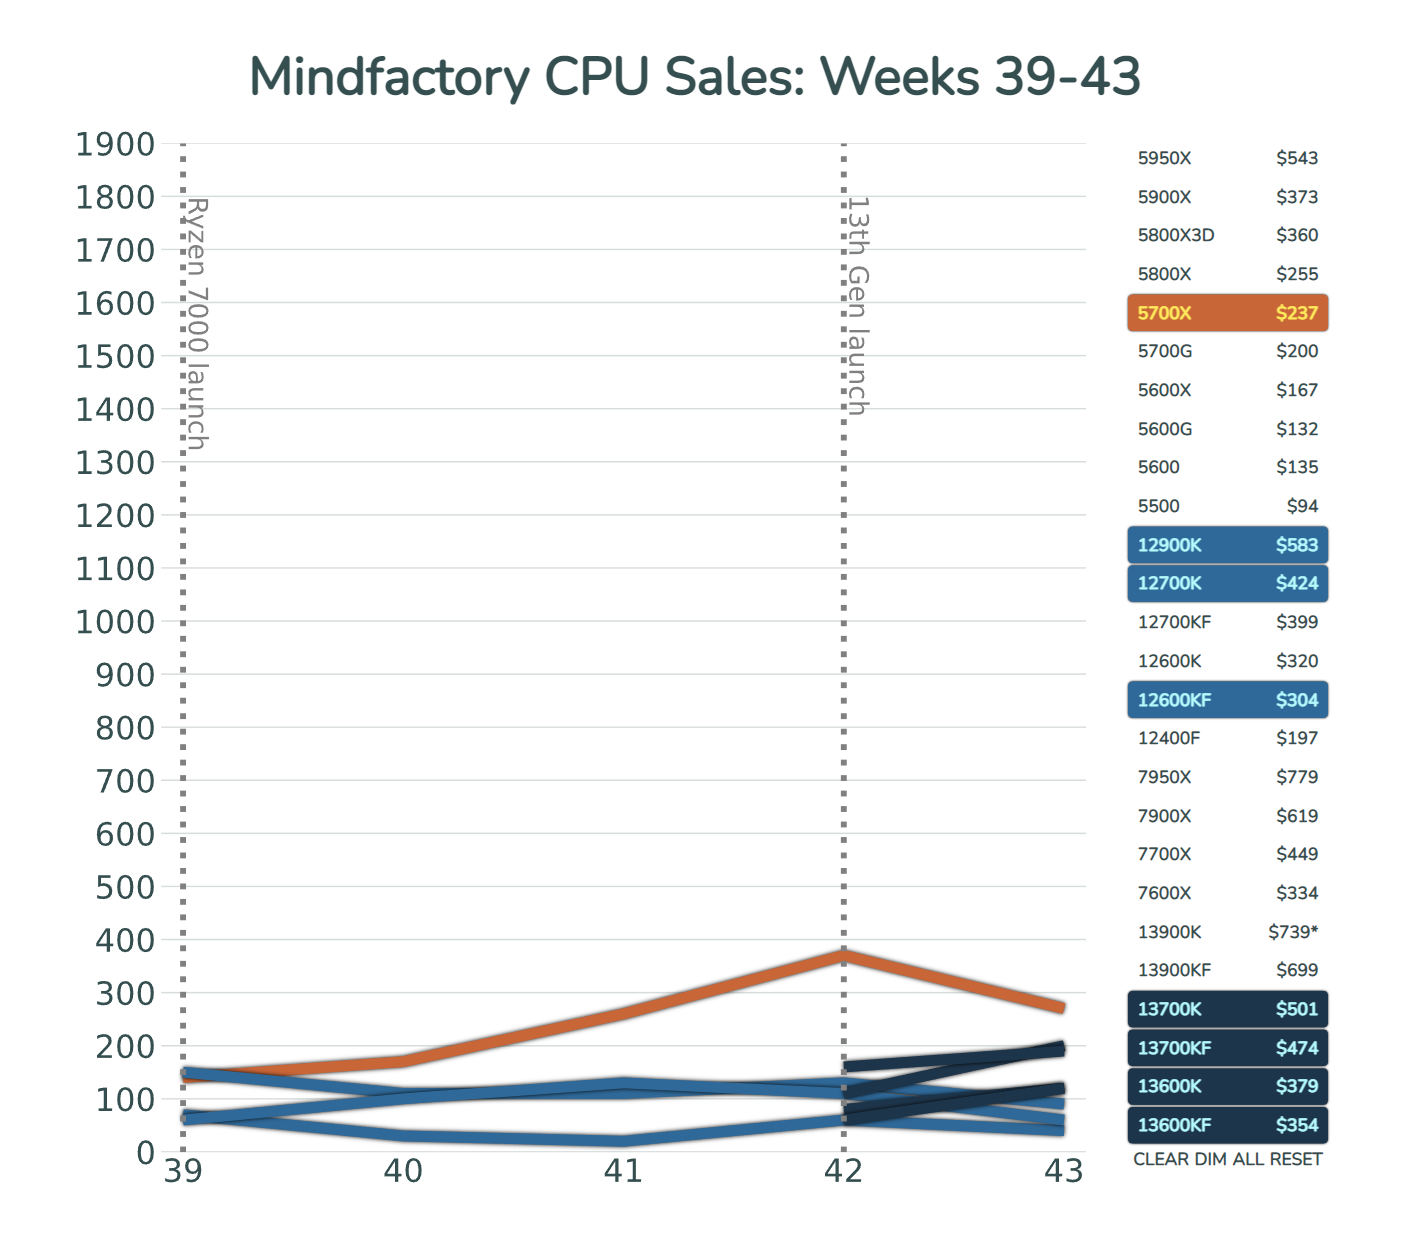 Mindfactory CPU Sales: Weeks 39-43
1900
1800
1700
1600
1500
1400
1300
1200
1100
1000
900
800
700
600
500
400
300
200
100
0
39 40 41 42 43
Ryzen 7000 launch
13th Gen launch
5950X $543
5900X $373
5800X3D $360
5800X $255
5700X $237
5700G $200
5600X $167
5600G $132
5600 $135
5500 $94
12900K $583
12700K $424
12700KF $399
12600K $320
12600KF $304
12400F $197
7950X $779
7900X $619
7700X $449
7600X $334
13900K $739*
13900KF $699
13700K $501
13700KF $474
13600K $379
13600KF $354
CLEAR DIM ALL RESET